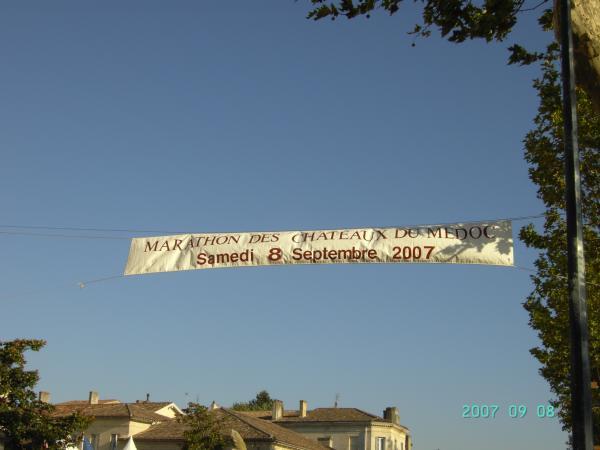 MARATHON DES CHATEAUX DU MEDOC
Samedi 8 Septembre 2007
2007 09 08